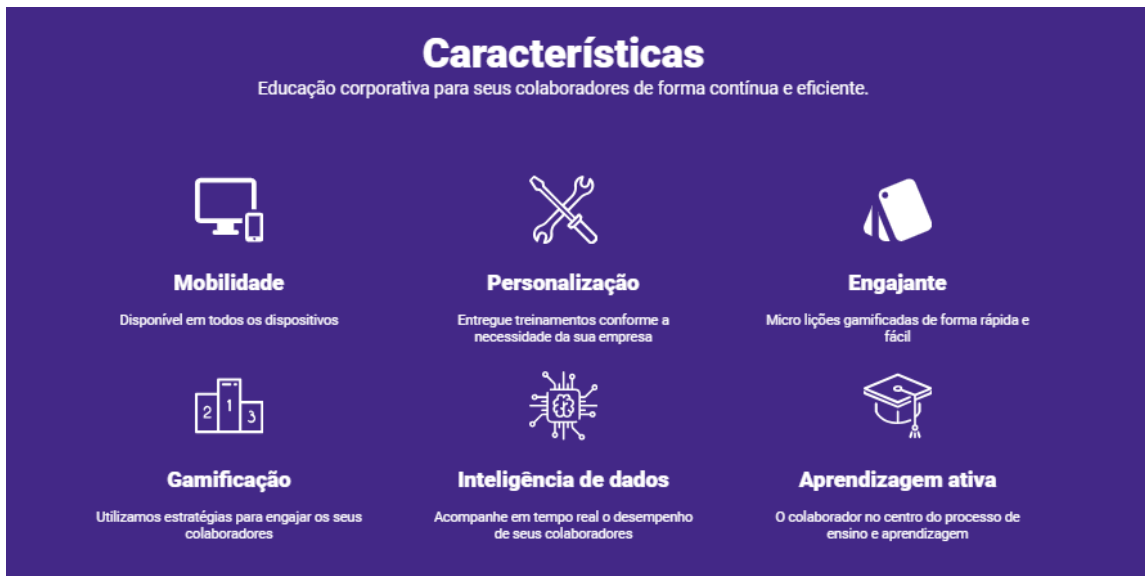 Características
Educação corporativa para seus colaboradores de forma contínua e eficiente.
Mobilidade
Disponível em todos os dispositivos
Personalização
Entregue treinamentos conforme a
necessidade da sua empresa
Engajante
Micro lições gamificadas de forma rápida e
fácil
2 1 3
Gamificação
Utilizamos estratégias para engajar os seus
colaboradores
Inteligência de dados
Acompanhe em tempo real o desempenho
de seus colaboradores
Aprendizagem ativa
O colaborador no centro do processo de
ensino e aprendizagem